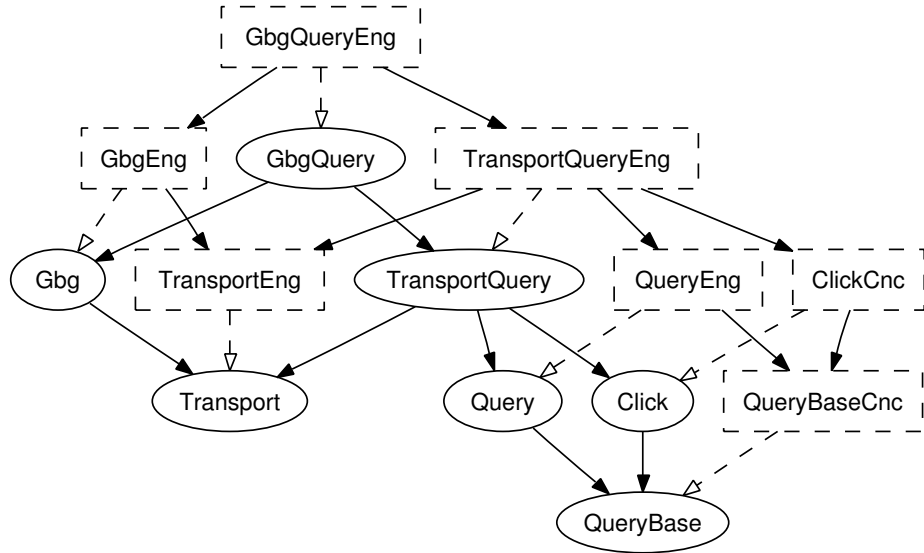 GbgQueryEng
GbgEng
GbgQuery
TransportQueryEng
Gbg
TransportEng
TransportQuery
QueryEng
ClickCnc
Transport
Query
Click
QueryBaseCnc
QueryBase